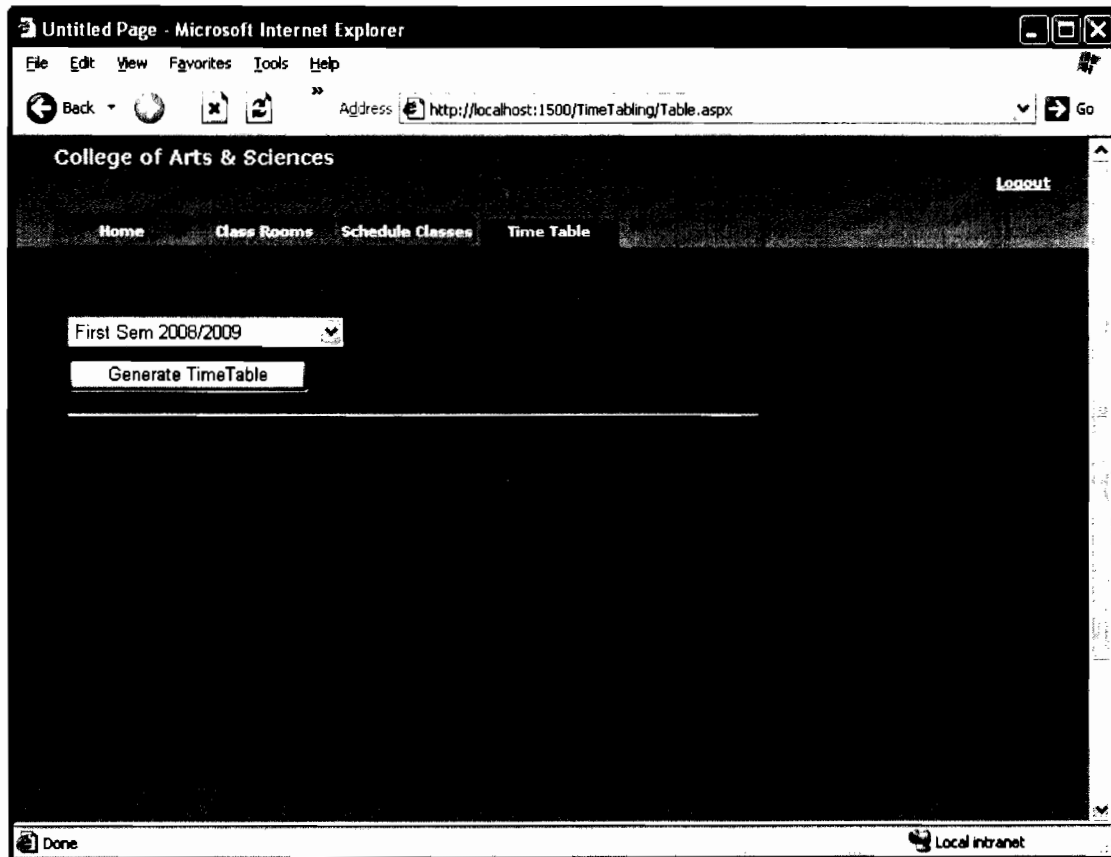 Untitled Page - Microsoft Internet Explorer
File Edit View Favorites Tools Help
Back » Address http://localhost:1500/TimeTabling/Table.aspx Go
College of Arts & Sciences
Logout
Home Class Rooms Schedule Classes Time Table
First Sem 2008/2009
Generate TimeTable
Done Local intranet